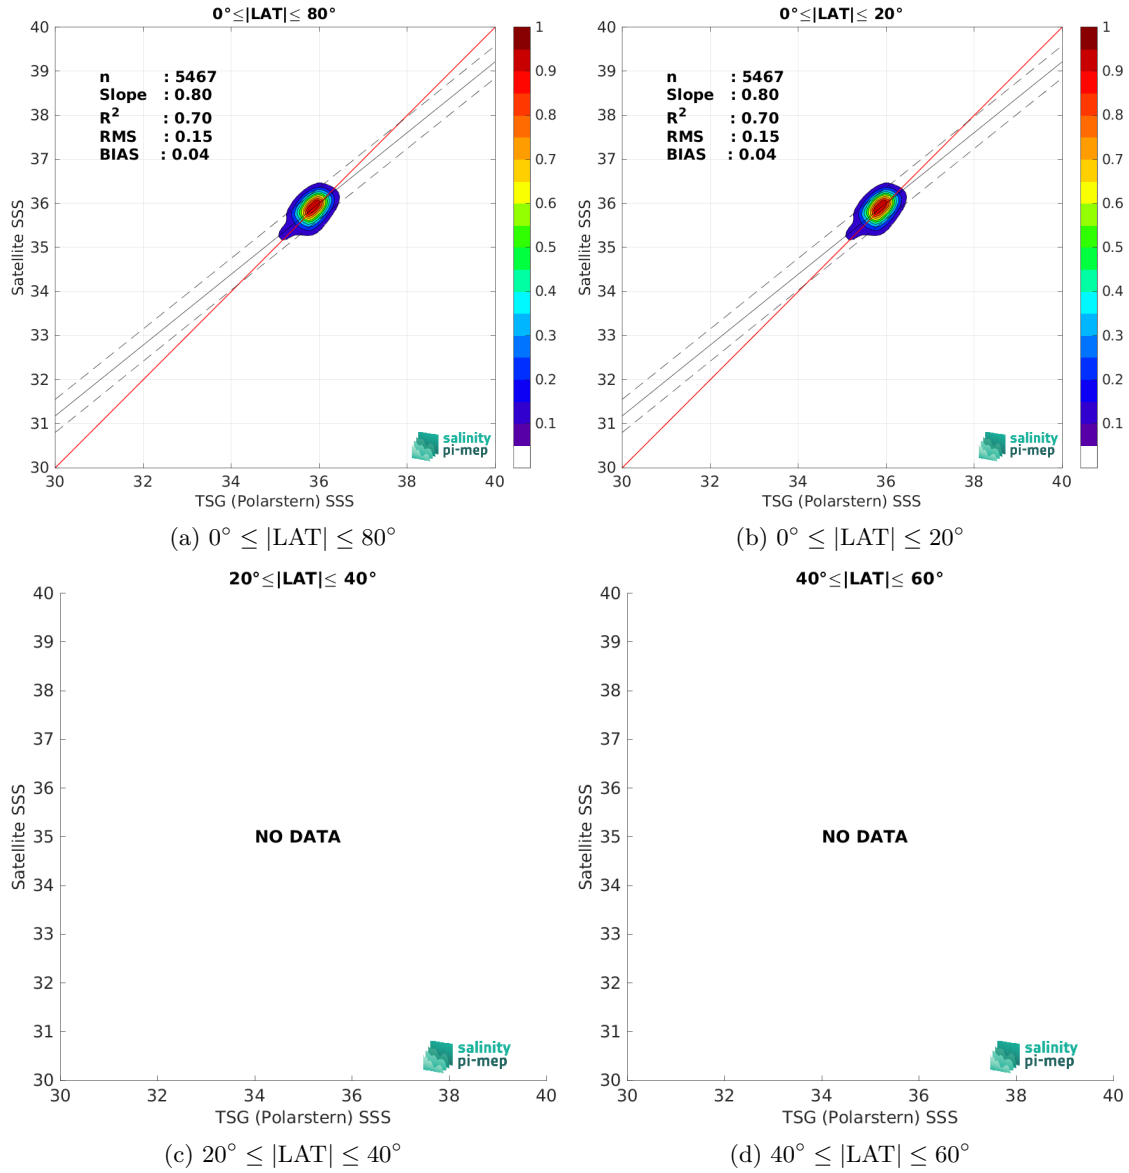 0°≤|LAT|≤ 80°
40
39
38
37
36
35
34
33
32
31
30
Satellite SSS
n : 5467
Slope : 0.80
R² : 0.70
RMS : 0.15
BIAS : 0.04
salinity
pi-mep
30 32 34 36 38 40
TSG (Polarstern) SSS
1
0.9
0.8
0.7
0.6
0.5
0.4
0.3
0.2
0.1
(a) 0° ≤ |LAT| ≤ 80°
0°≤|LAT|≤ 20°
40
39
38
37
36
35
34
33
32
31
30
Satellite SSS
n : 5467
Slope : 0.80
R² : 0.70
RMS : 0.15
BIAS : 0.04
salinity
pi-mep
30 32 34 36 38 40
TSG (Polarstern) SSS
1
0.9
0.8
0.7
0.6
0.5
0.4
0.3
0.2
0.1
(b) 0° ≤ |LAT| ≤ 20°
20°≤|LAT|≤ 40°
40
39
38
37
36
35
34
33
32
31
30
Satellite SSS
NO DATA
salinity
pi-mep
30 32 34 36 38 40
TSG (Polarstern) SSS
(c) 20° ≤ |LAT| ≤ 40°
40°≤|LAT|≤ 60°
40
39
38
37
36
35
34
33
32
31
30
Satellite SSS
NO DATA
salinity
pi-mep
30 32 34 36 38 40
TSG (Polarstern) SSS
(d) 40° ≤ |LAT| ≤ 60°